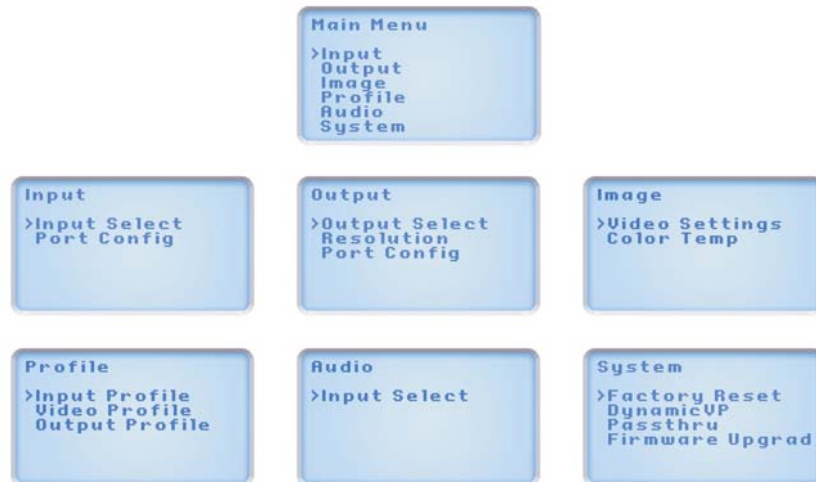 Main Menu
>Input
Output
Image
Profile
Audio
System
Input
>Input Select
Port Config
Output
>Output Select
Resolution
Port Config
Image
>Video Settings
Color Temp
Profile
>Input Profile
Video Profile
Output Profile
Audio
>Input Select
System
>Factory Reset
DynamicVP
Passthru
Firmware Upgrad